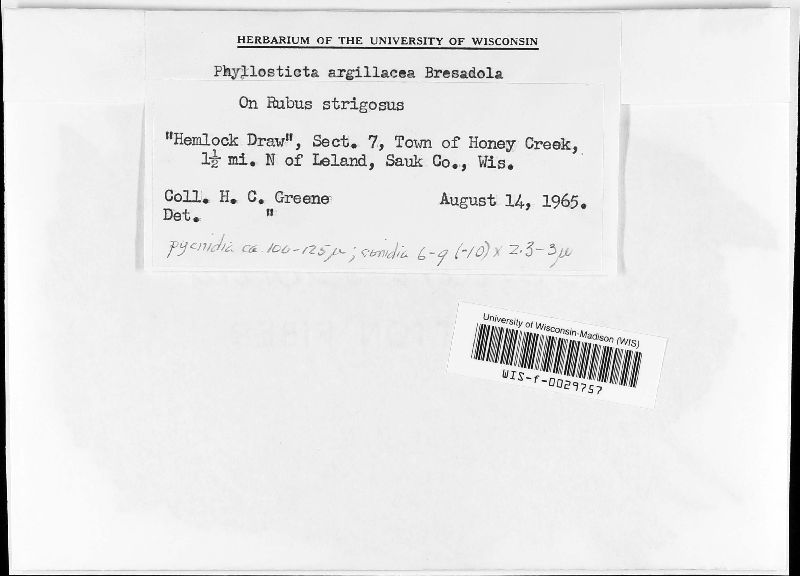 HERBARIUM OF THE UNIVERSITY OF WISCONSIN
Phyllosticta argillacea Bresadola
On Rubus strigosus
"Hemlock Draw", Sect. 7, Town of Honey Creek,
1½ mi. N of Leland, Sauk Co., Wis.
Coll. H. C. Greene August 14, 1965.
Det. "
pycnidia ca. 100-125 µ; conidia 6-9 (-10) x 2.3-3 µ
University of Wisconsin-Madison (WIS)
WIS-f-0029757